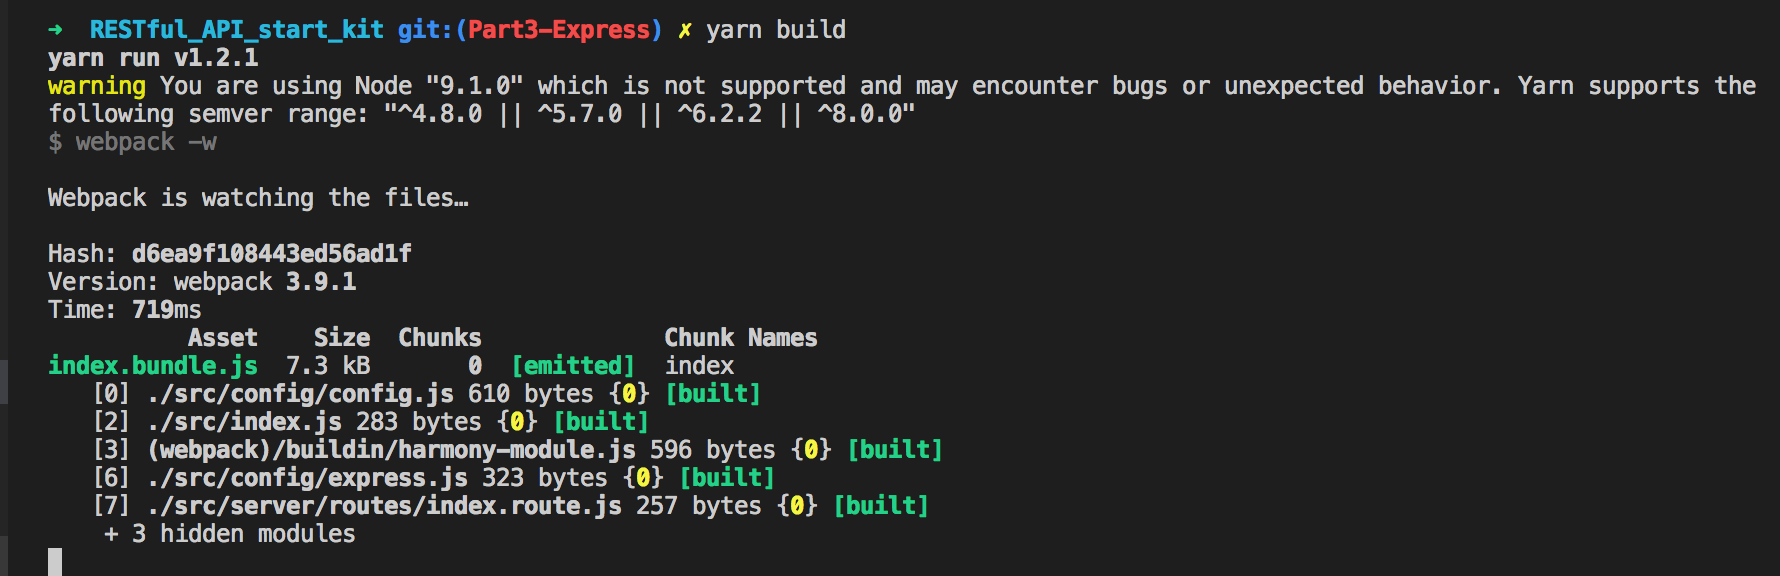 ➜  RESTful_API_start_kit git:(Part3-Express) ✗ yarn build
yarn run v1.2.1
warning You are using Node "9.1.0" which is not supported and may encounter bugs or unexpected behavior. Yarn supports the
following semver range: "^4.8.0 || ^5.7.0 || ^6.2.2 || ^8.0.0"
$ webpack -w
Webpack is watching the files…
Hash: d6ea9f108443ed56ad1f
Version: webpack 3.9.1
Time: 719ms
Asset    Size  Chunks             Chunk Names
index.bundle.js  7.3 kB       0  [emitted]  index
[0] ./src/config/config.js 610 bytes {0} [built]
[2] ./src/index.js 283 bytes {0} [built]
[3] (webpack)/buildin/harmony-module.js 596 bytes {0} [built]
[6] ./src/config/express.js 323 bytes {0} [built]
[7] ./src/server/routes/index.route.js 257 bytes {0} [built]
+ 3 hidden modules